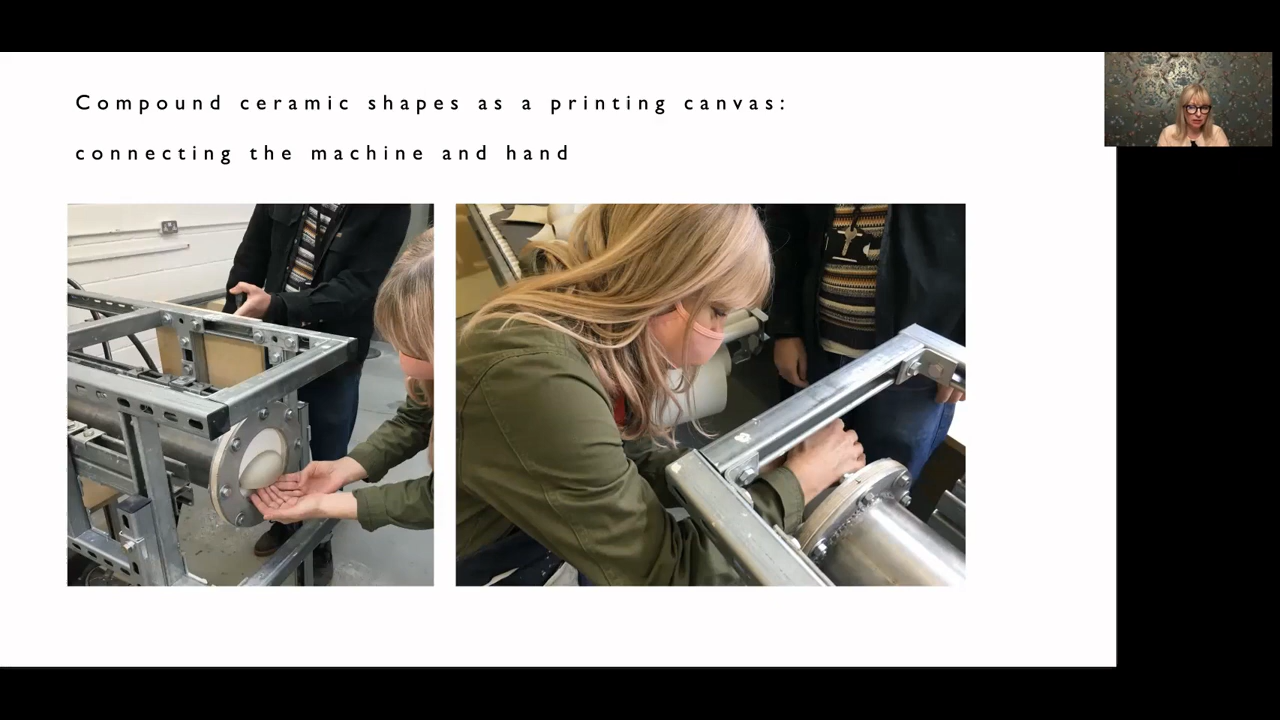 Compound ceramic shapes as a printing canvas:
connecting the machine and hand